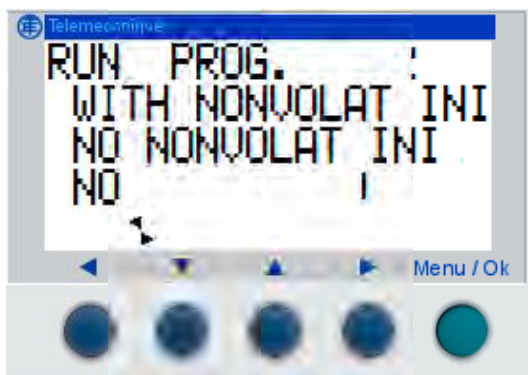 Telemecanique
RUN PROG. :
WITH NONVOLAT INI
NO NONVOLAT INI
NO
Menu / Ok